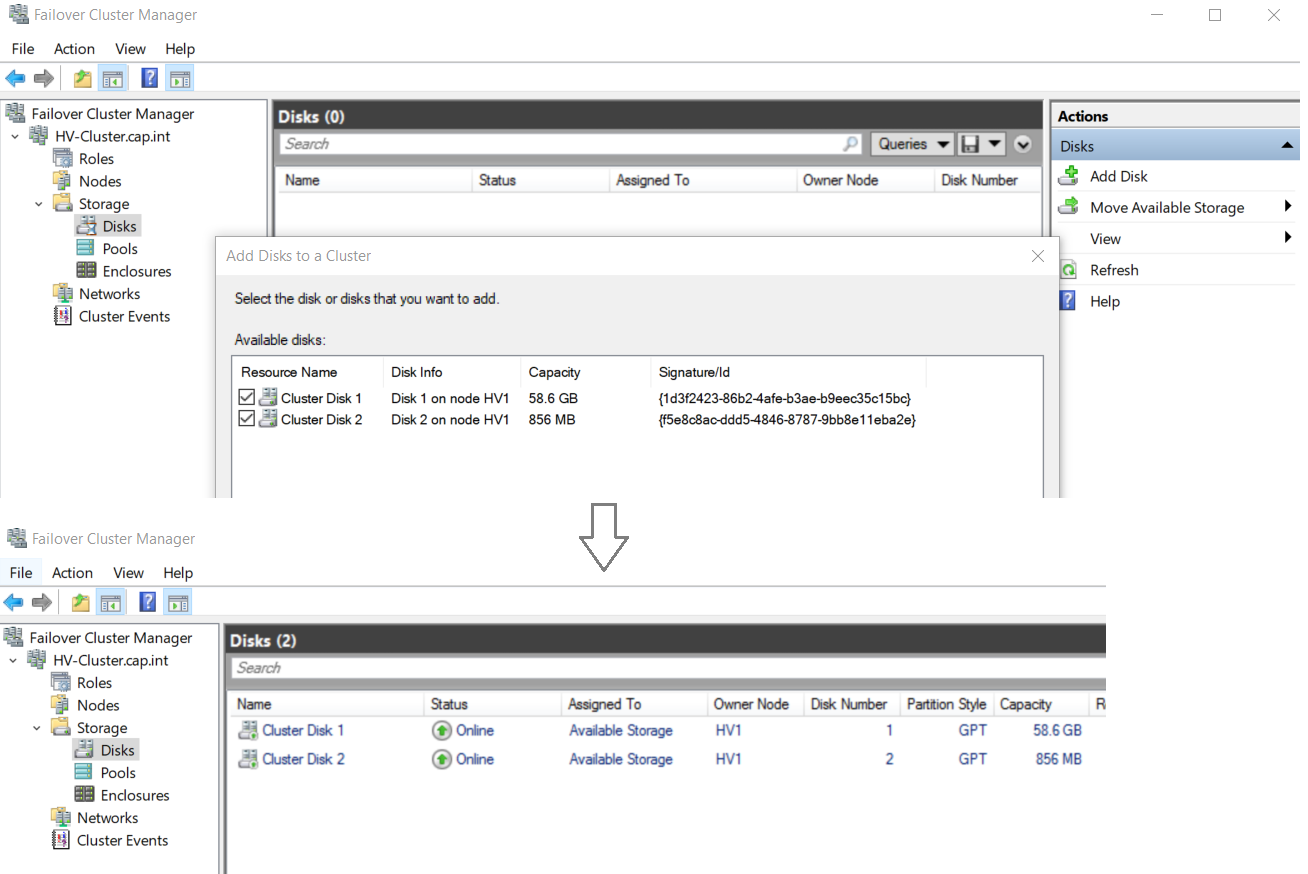 Failover Cluster Manager
File Action View Help
Failover Cluster Manager
HV-Cluster.cap.int
Roles
Nodes
Storage
Disks
Pools
Enclosures
Networks
Cluster Events
Disks (0)
Search
Queries
Name Status Assigned To Owner Node Disk Number
Actions
Disks
Add Disk
Move Available Storage
View
Refresh
Help
Add Disks to a Cluster
Select the disk or disks that you want to add.
Available disks:
Resource Name Disk Info Capacity Signature/Id
Cluster Disk 1 Disk 1 on node HV1 58.6 GB {1d3f2423-86b2-4afe-b3ae-b9eec35c15bc}
Cluster Disk 2 Disk 2 on node HV1 856 MB {f5e8c8ac-ddd5-4846-8787-9bb8e11eba2e}
Failover Cluster Manager
File Action View Help
Failover Cluster Manager
HV-Cluster.cap.int
Roles
Nodes
Storage
Disks
Pools
Enclosures
Networks
Cluster Events
Disks (2)
Search
Name Status Assigned To Owner Node Disk Number Partition Style Capacity R
Cluster Disk 1 Online Available Storage HV1 1 GPT 58.6 GB
Cluster Disk 2 Online Available Storage HV1 2 GPT 856 MB